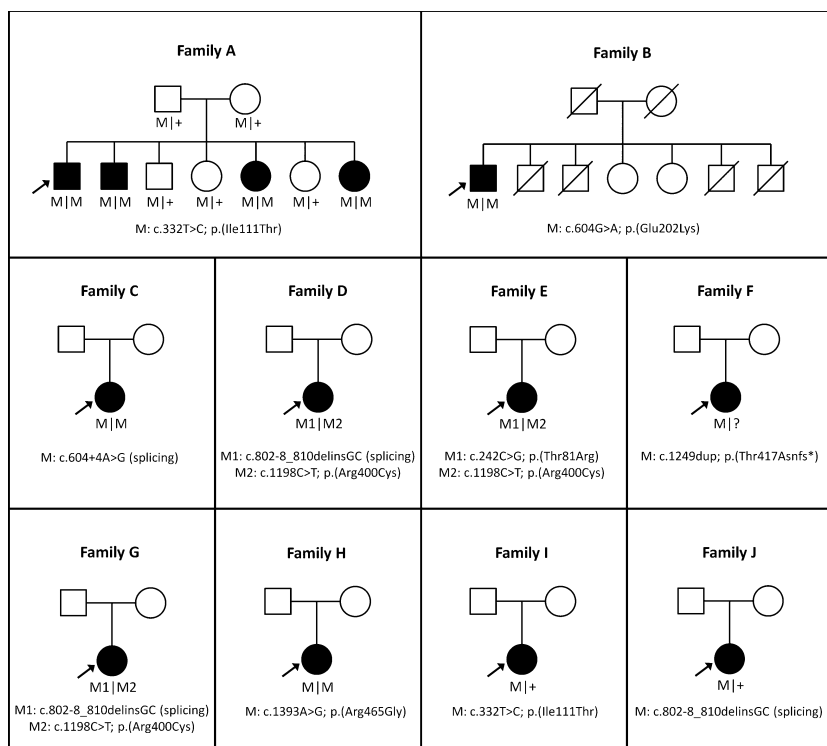 Family A
M|+ M|+
M|M M|M M|+ M|+ M|M M|+ M|M
M: c.332T>C; p.(Ile111Thr)
Family B
M|M
M: c.604G>A; p.(Glu202Lys)
Family C
M|M
M: c.604+4A>G (splicing)
Family D
M1|M2
M1: c.802-8_810delinsGC (splicing)
M2: c.1198C>T; p.(Arg400Cys)
Family E
M1|M2
M1: c.242C>G; p.(Thr81Arg)
M2: c.1198C>T; p.(Arg400Cys)
Family F
M|?
M: c.1249dup; p.(Thr417Asnfs*)
Family G
M1|M2
M1: c.802-8_810delinsGC (splicing)
M2: c.1198C>T; p.(Arg400Cys)
Family H
M|M
M: c.1393A>G; p.(Arg465Gly)
Family I
M|+
M: c.332T>C; p.(Ile111Thr)
Family J
M|+
M: c.802-8_810delinsGC (splicing)